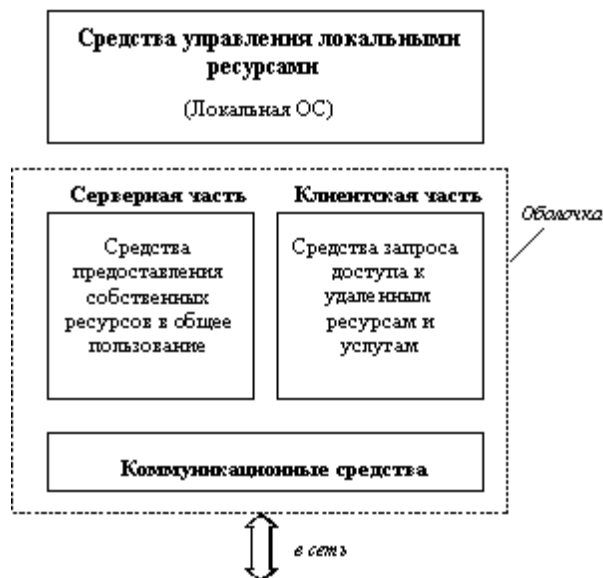 Средства управления локальными
ресурсами
(Локальная ОС)
Серверная часть
Клиентская часть
Оболочка
Средства
предоставления
собственных
ресурсов в общее
пользование
Средства запроса
доступа к
удаленным
ресурсам и
услугам
Коммуникационные средства
в сеть